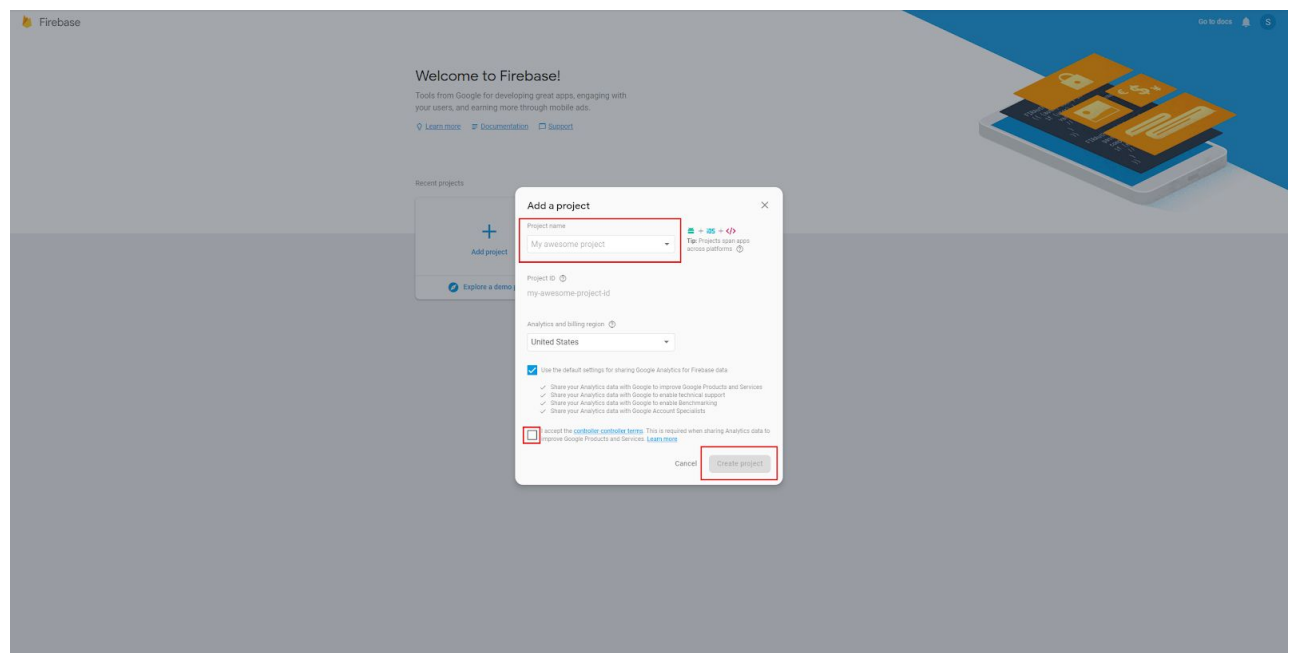 Firebase
Go to docs
S
Welcome to Firebase!
Tools from Google for developing great apps, engaging with
your users, and earning more through mobile ads.
Learn more Documentation Support
Recent projects
Add project
Explore a demo
Add a project
Project name
My awesome project
+ iOS + </>
Tip: Projects span apps
across platforms
Project ID
my-awesome-project-id
Analytics and billing region
United States
Use the default settings for sharing Google Analytics for Firebase data
Share your Analytics data with Google to improve Google Products and Services
Share your Analytics data with Google to enable technical support
Share your Analytics data with Google to enable Benchmarking
Share your Analytics data with Google Account Specialists
I accept the controller-controller terms. This is required when sharing Analytics data to
improve Google Products and Services. Learn more
Cancel Create project